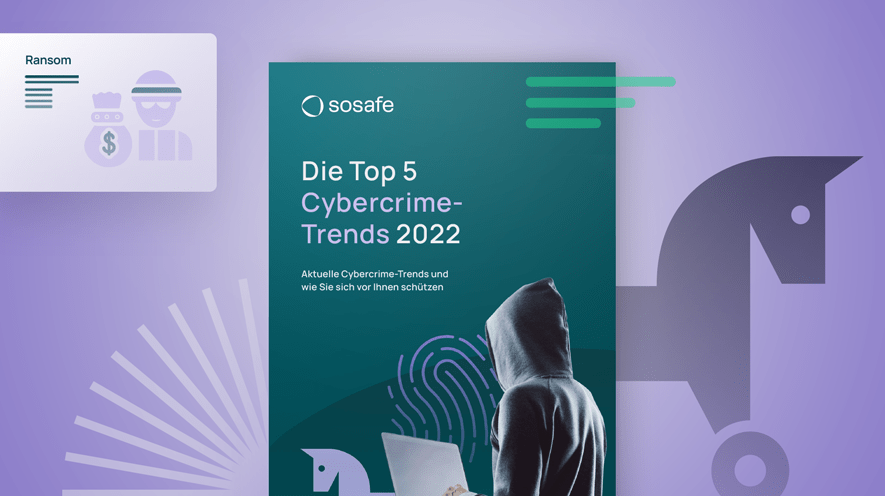 Ransom
$
sosafe
Die Top 5
Cybercrime-
Trends 2022
Aktuelle Cybercrime-Trends und
wie Sie sich vor Ihnen schützen